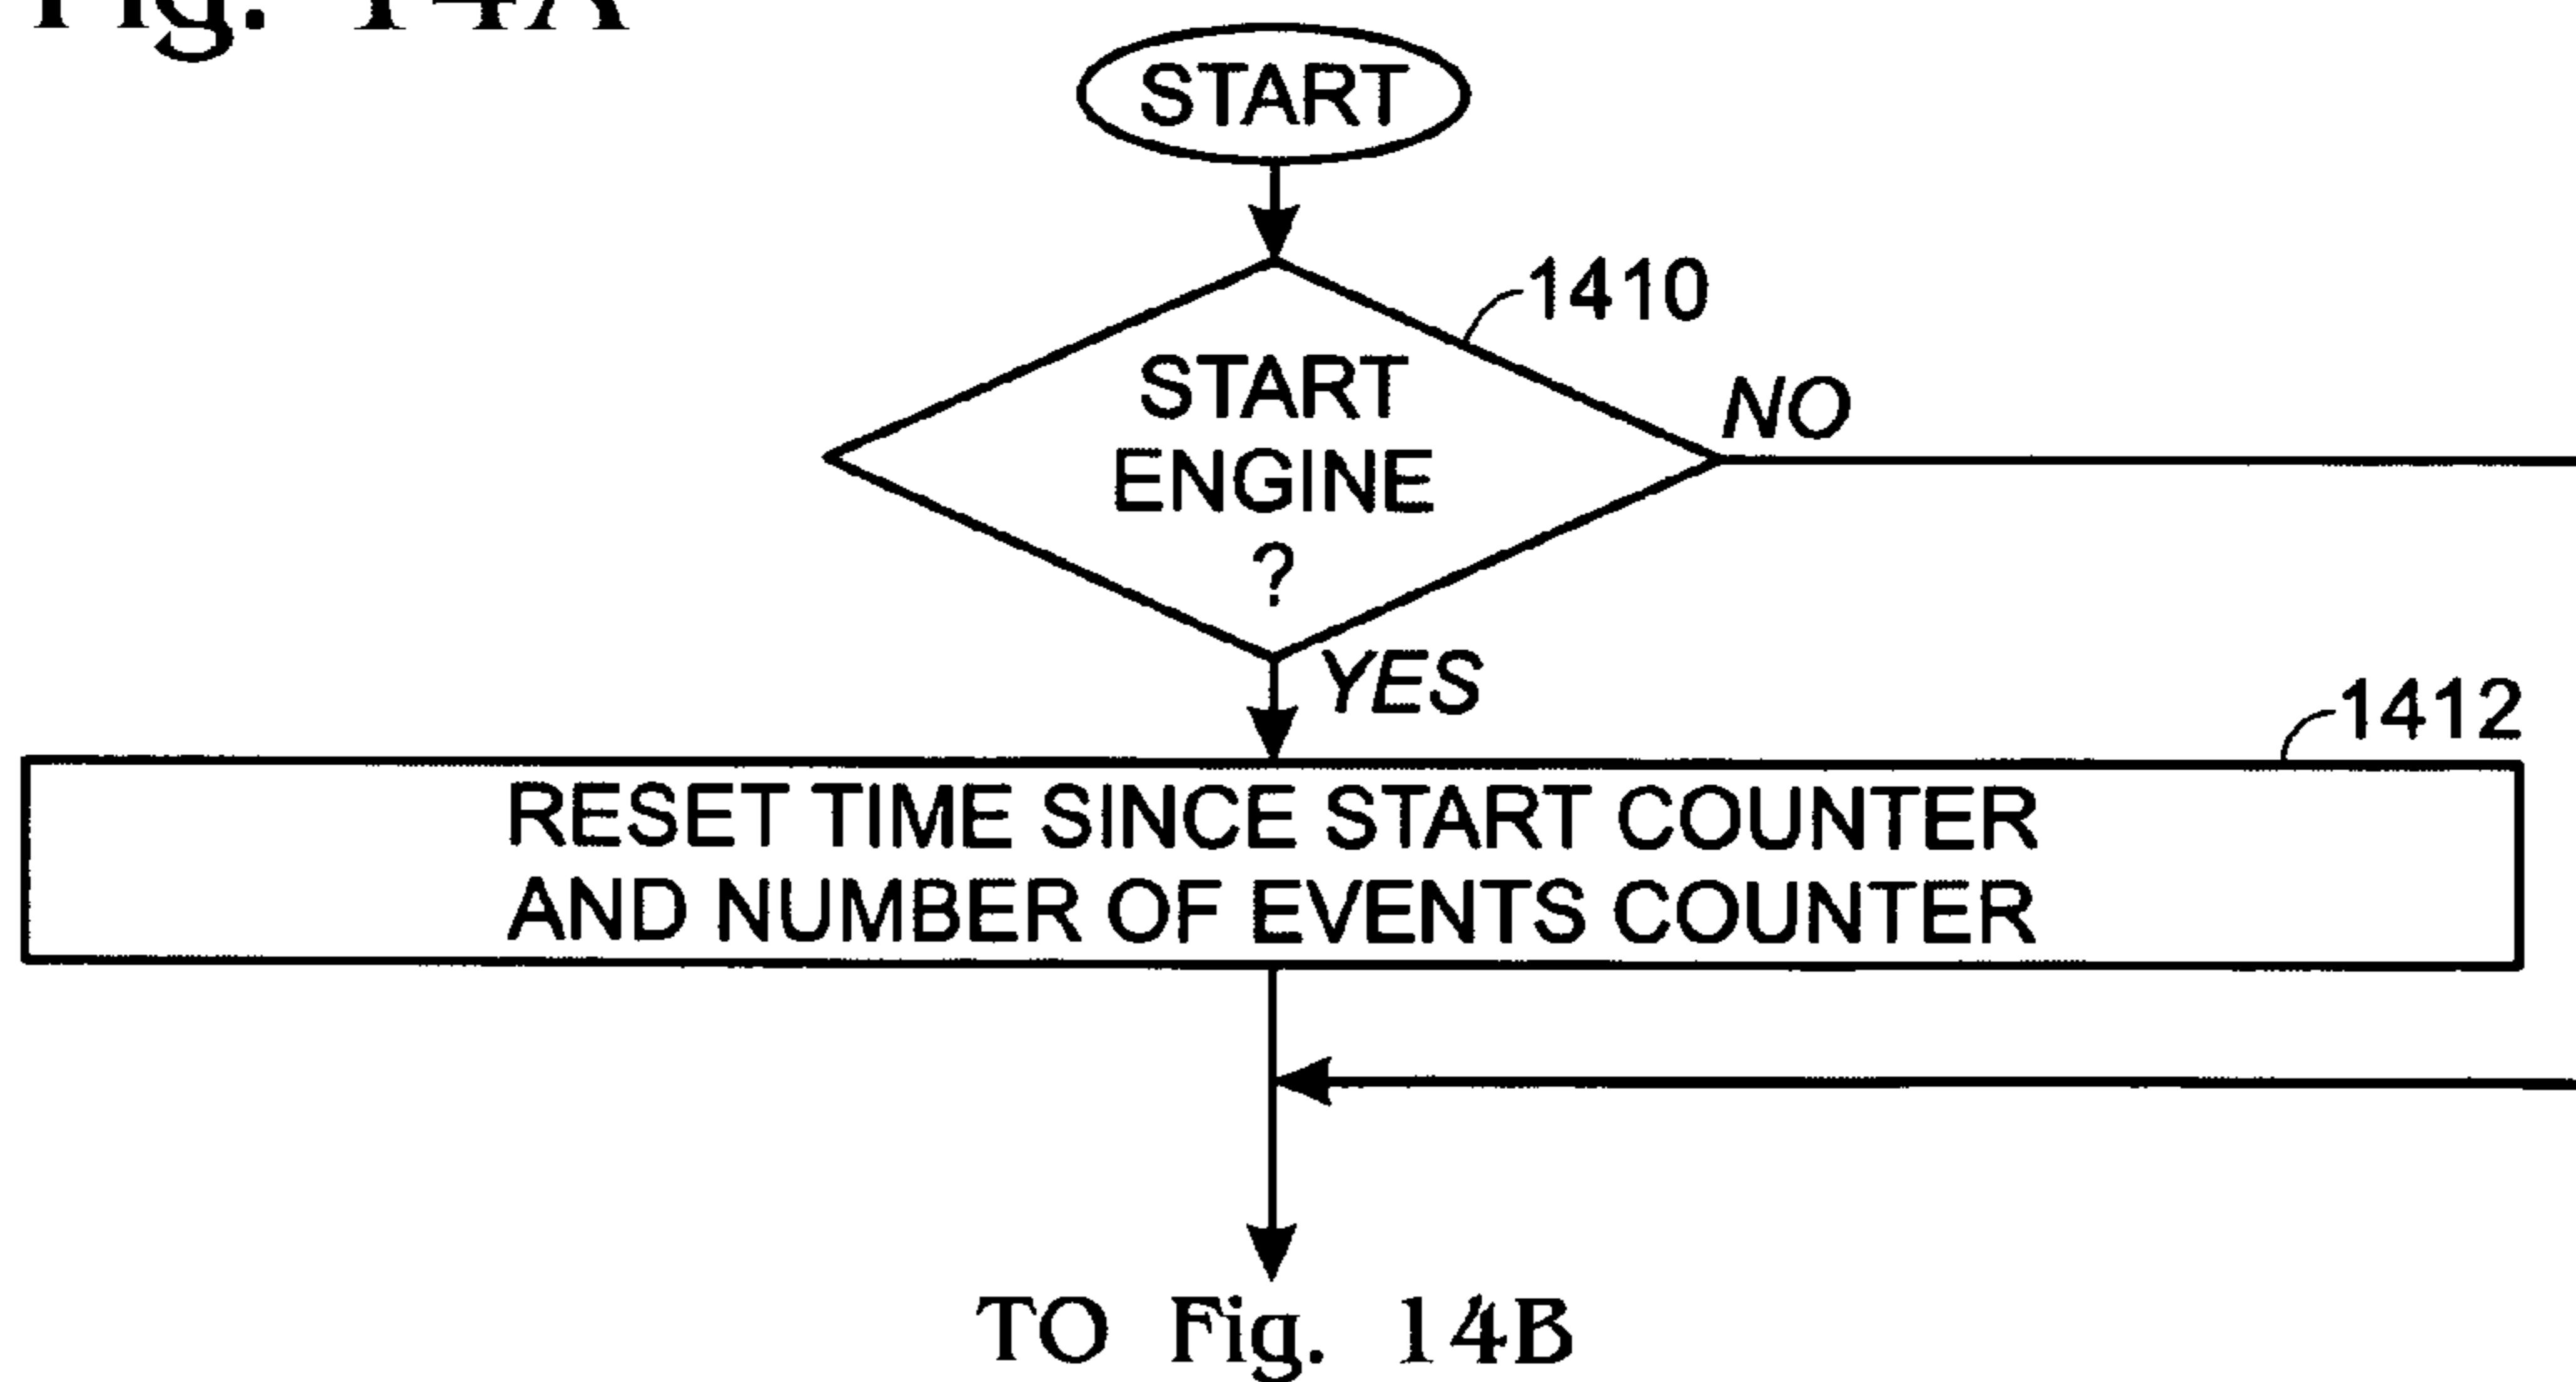 Fig. 14A
START
1410
START
ENGINE
?
NO
YES
1412
RESET TIME SINCE START COUNTER
AND NUMBER OF EVENTS COUNTER
TO Fig. 14B